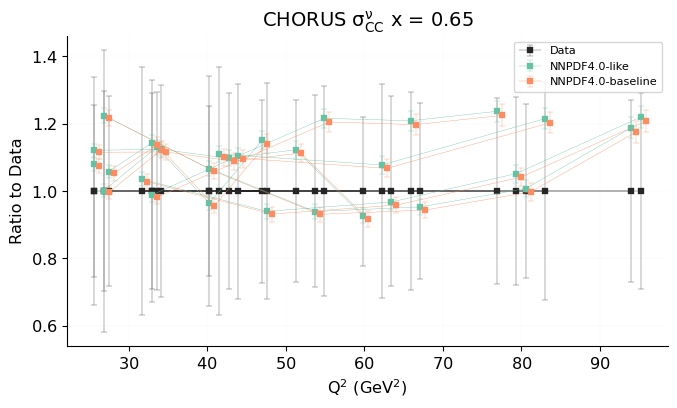 CHORUS σ^ν_CC x = 0.65
Data
NNPDF4.0-like
NNPDF4.0-baseline
Ratio to Data
1.4
1.2
1.0
0.8
0.6
30 40 50 60 70 80 90
Q² (GeV²)